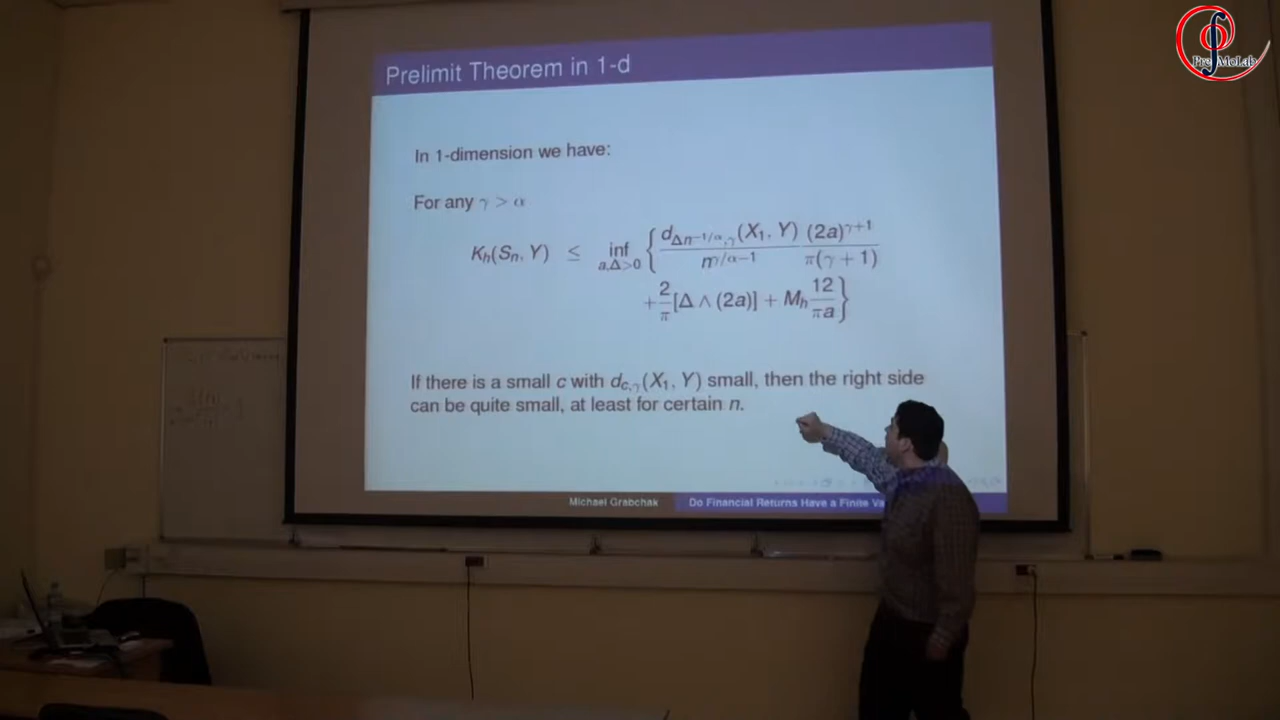 Prelimit Theorem in 1-d
In 1-dimension we have:
For any γ > α
K_h(S_n, Y) ≤ inf_{a,Δ>0} { d_{Δn^{-1/α},γ}(X_1, Y) / n^{γ/α−1} (2a)^{γ+1} / π(γ + 1)
+ 2/π [Δ ∧ (2a)] + M_h 12/πa }
If there is a small c with d_{c,γ}(X_1, Y) small, then the right side
can be quite small, at least for certain n.
Michael Grabchak Do Financial Returns Have a Finite Va
PreMoLab